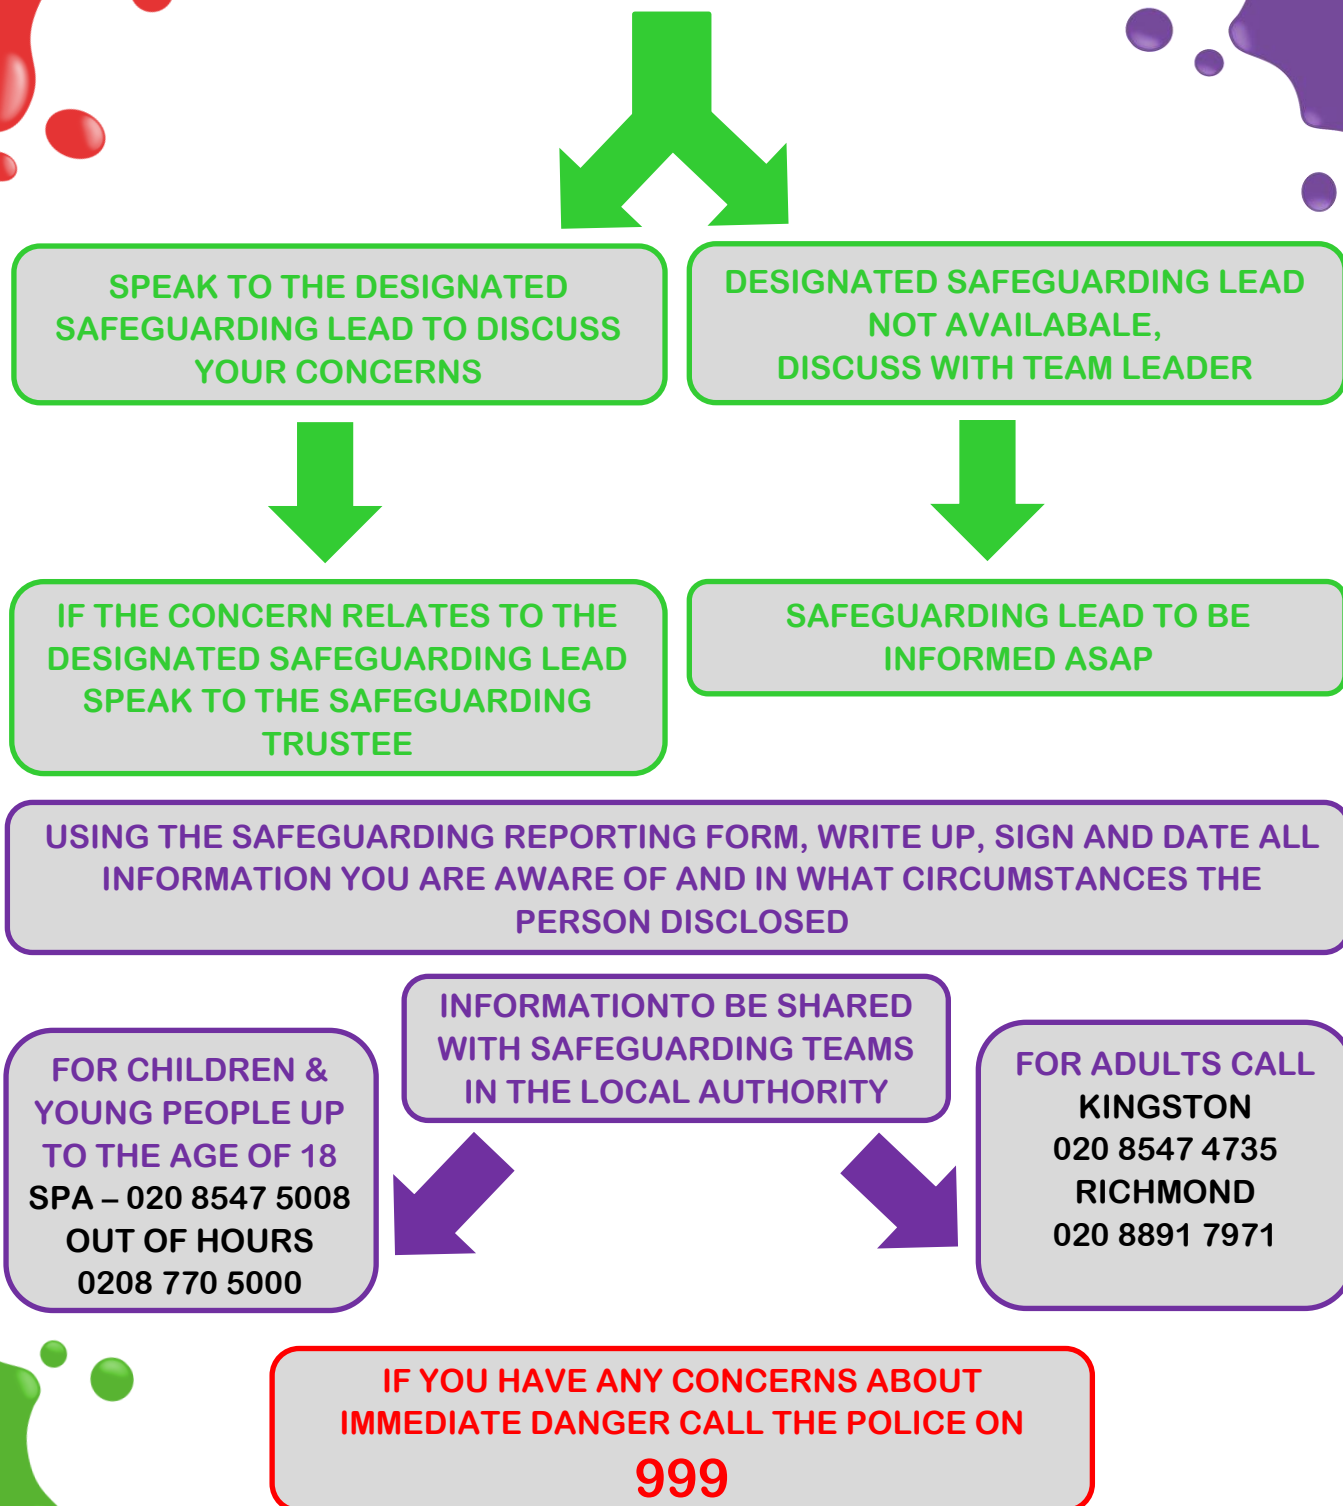 SPEAK TO THE DESIGNATED
SAFEGUARDING LEAD TO DISCUSS
YOUR CONCERNS
DESIGNATED SAFEGUARDING LEAD
NOT AVAILABALE,
DISCUSS WITH TEAM LEADER
IF THE CONCERN RELATES TO THE
DESIGNATED SAFEGUARDING LEAD
SPEAK TO THE SAFEGUARDING
TRUSTEE
SAFEGUARDING LEAD TO BE
INFORMED ASAP
USING THE SAFEGUARDING REPORTING FORM, WRITE UP, SIGN AND DATE ALL
INFORMATION YOU ARE AWARE OF AND IN WHAT CIRCUMSTANCES THE
PERSON DISCLOSED
INFORMATIONTO BE SHARED
WITH SAFEGUARDING TEAMS
IN THE LOCAL AUTHORITY
FOR CHILDREN &
YOUNG PEOPLE UP
TO THE AGE OF 18
SPA – 020 8547 5008
OUT OF HOURS
0208 770 5000
FOR ADULTS CALL
KINGSTON
020 8547 4735
RICHMOND
020 8891 7971
IF YOU HAVE ANY CONCERNS ABOUT
IMMEDIATE DANGER CALL THE POLICE ON
999